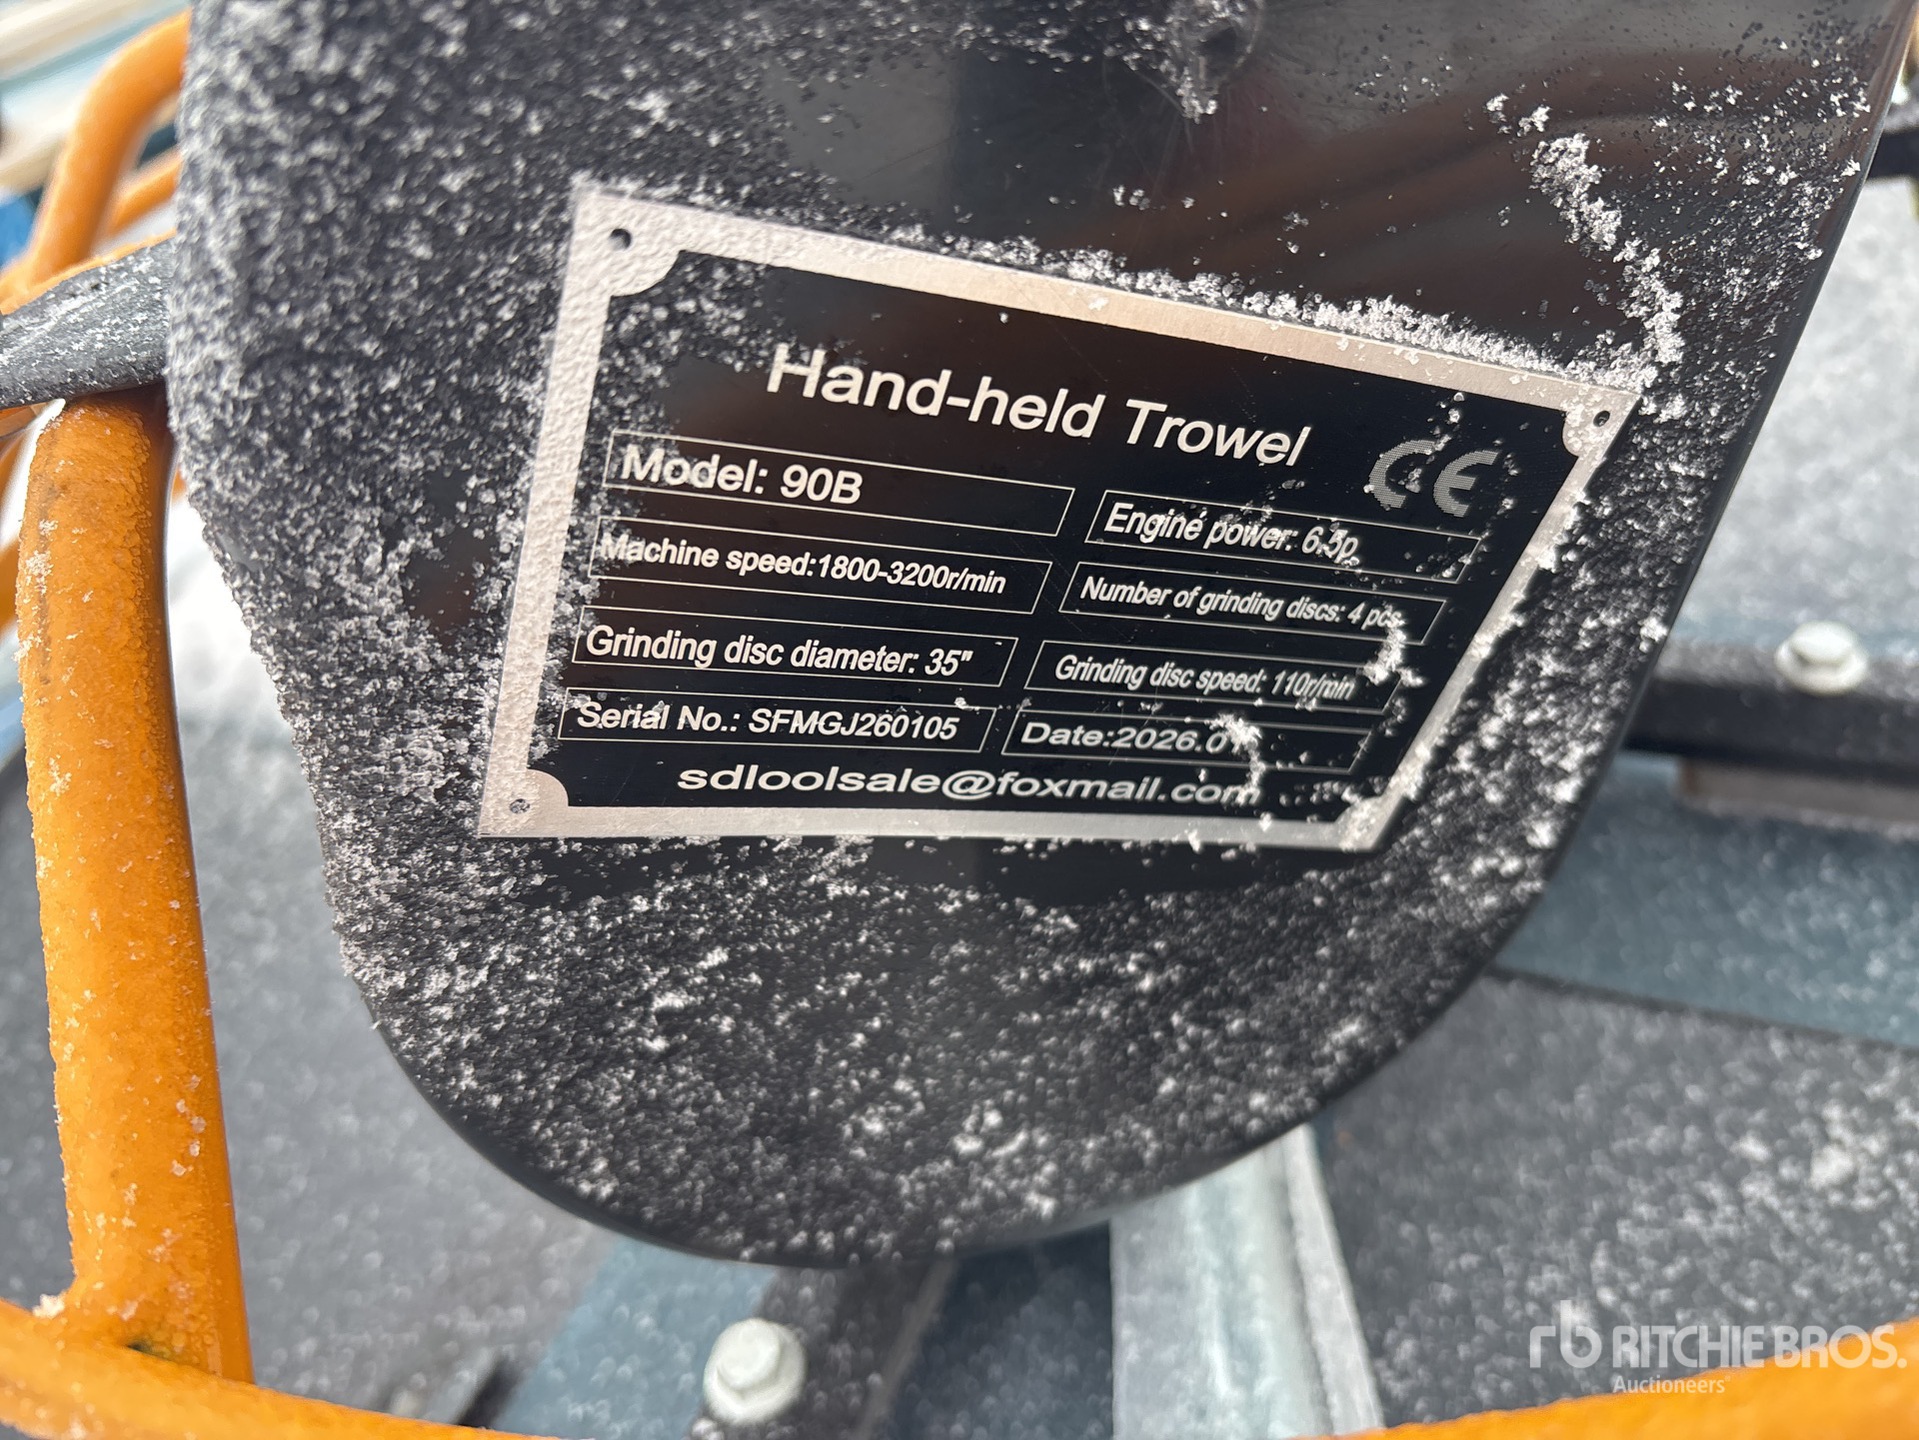 Hand-held Trowel
CE
Model: 90B
Engine power: 6.5p
Machine speed:1800-3200r/min
Number of grinding discs: 4 pcs
Grinding disc diameter: 35"
Grinding disc speed: 110r/min
Serial No.: SFMGJ260105
Date:2026.01
sdloolsale@foxmail.com
rb RITCHIE BROS.
Auctioneers